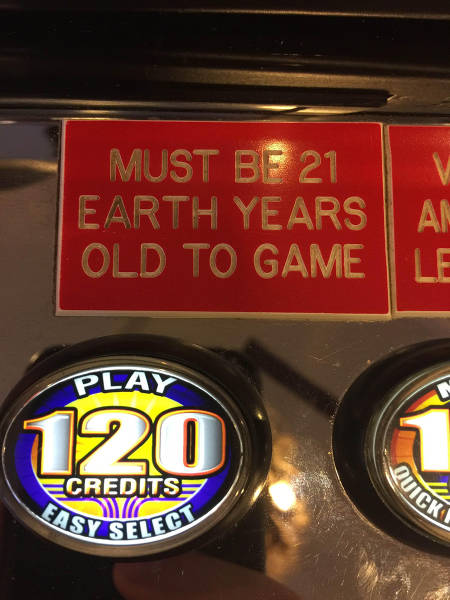 MUST BE 21
EARTH YEARS
OLD TO GAME
PLAY
120
CREDITS
EASY SELECT